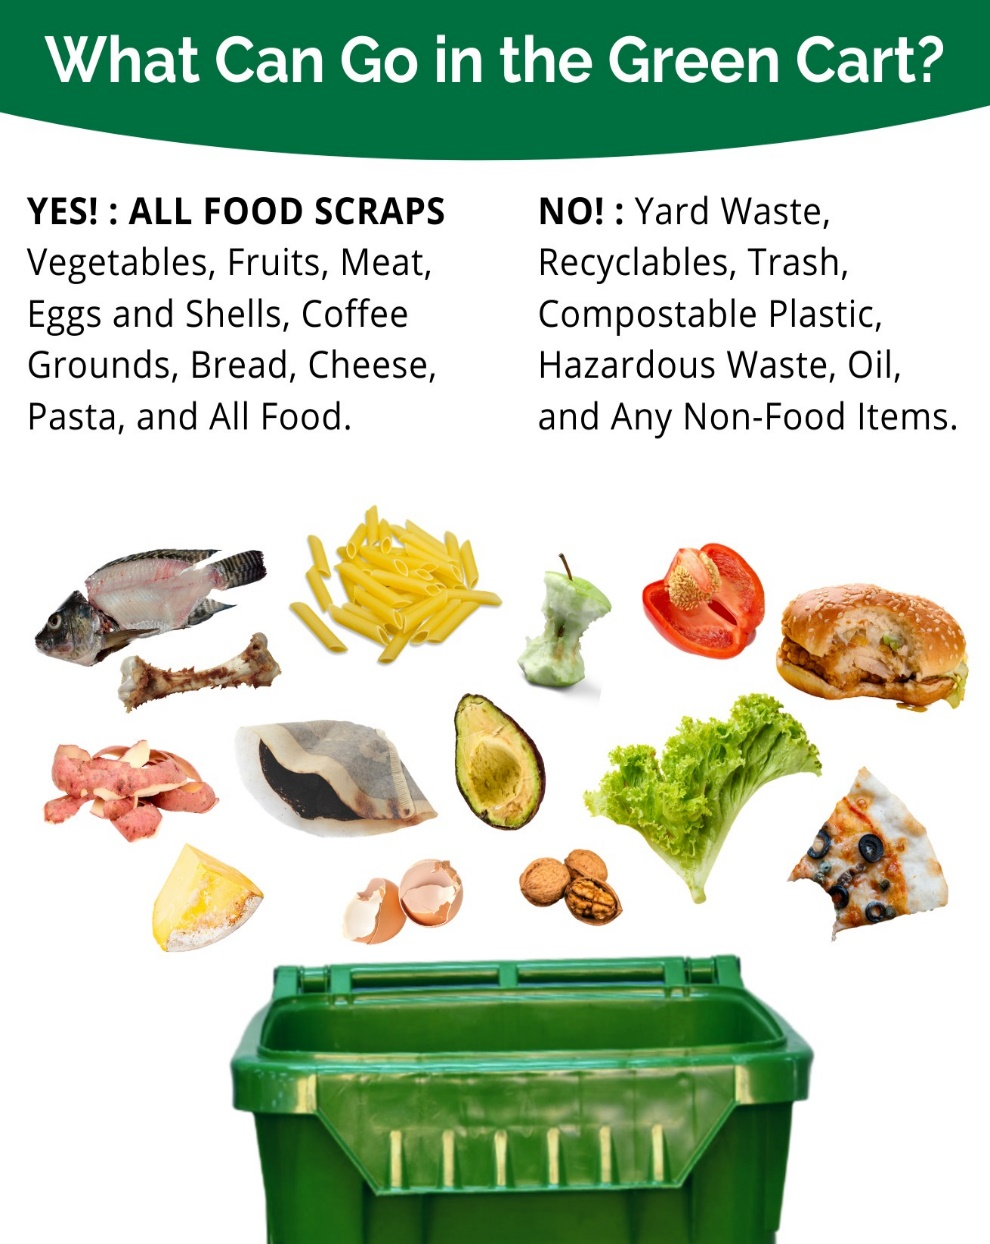 What Can Go in the Green Cart?
YES! : ALL FOOD SCRAPS
Vegetables, Fruits, Meat,
Eggs and Shells, Coffee
Grounds, Bread, Cheese,
Pasta, and All Food.
NO! : Yard Waste,
Recyclables, Trash,
Compostable Plastic,
Hazardous Waste, Oil,
and Any Non-Food Items.